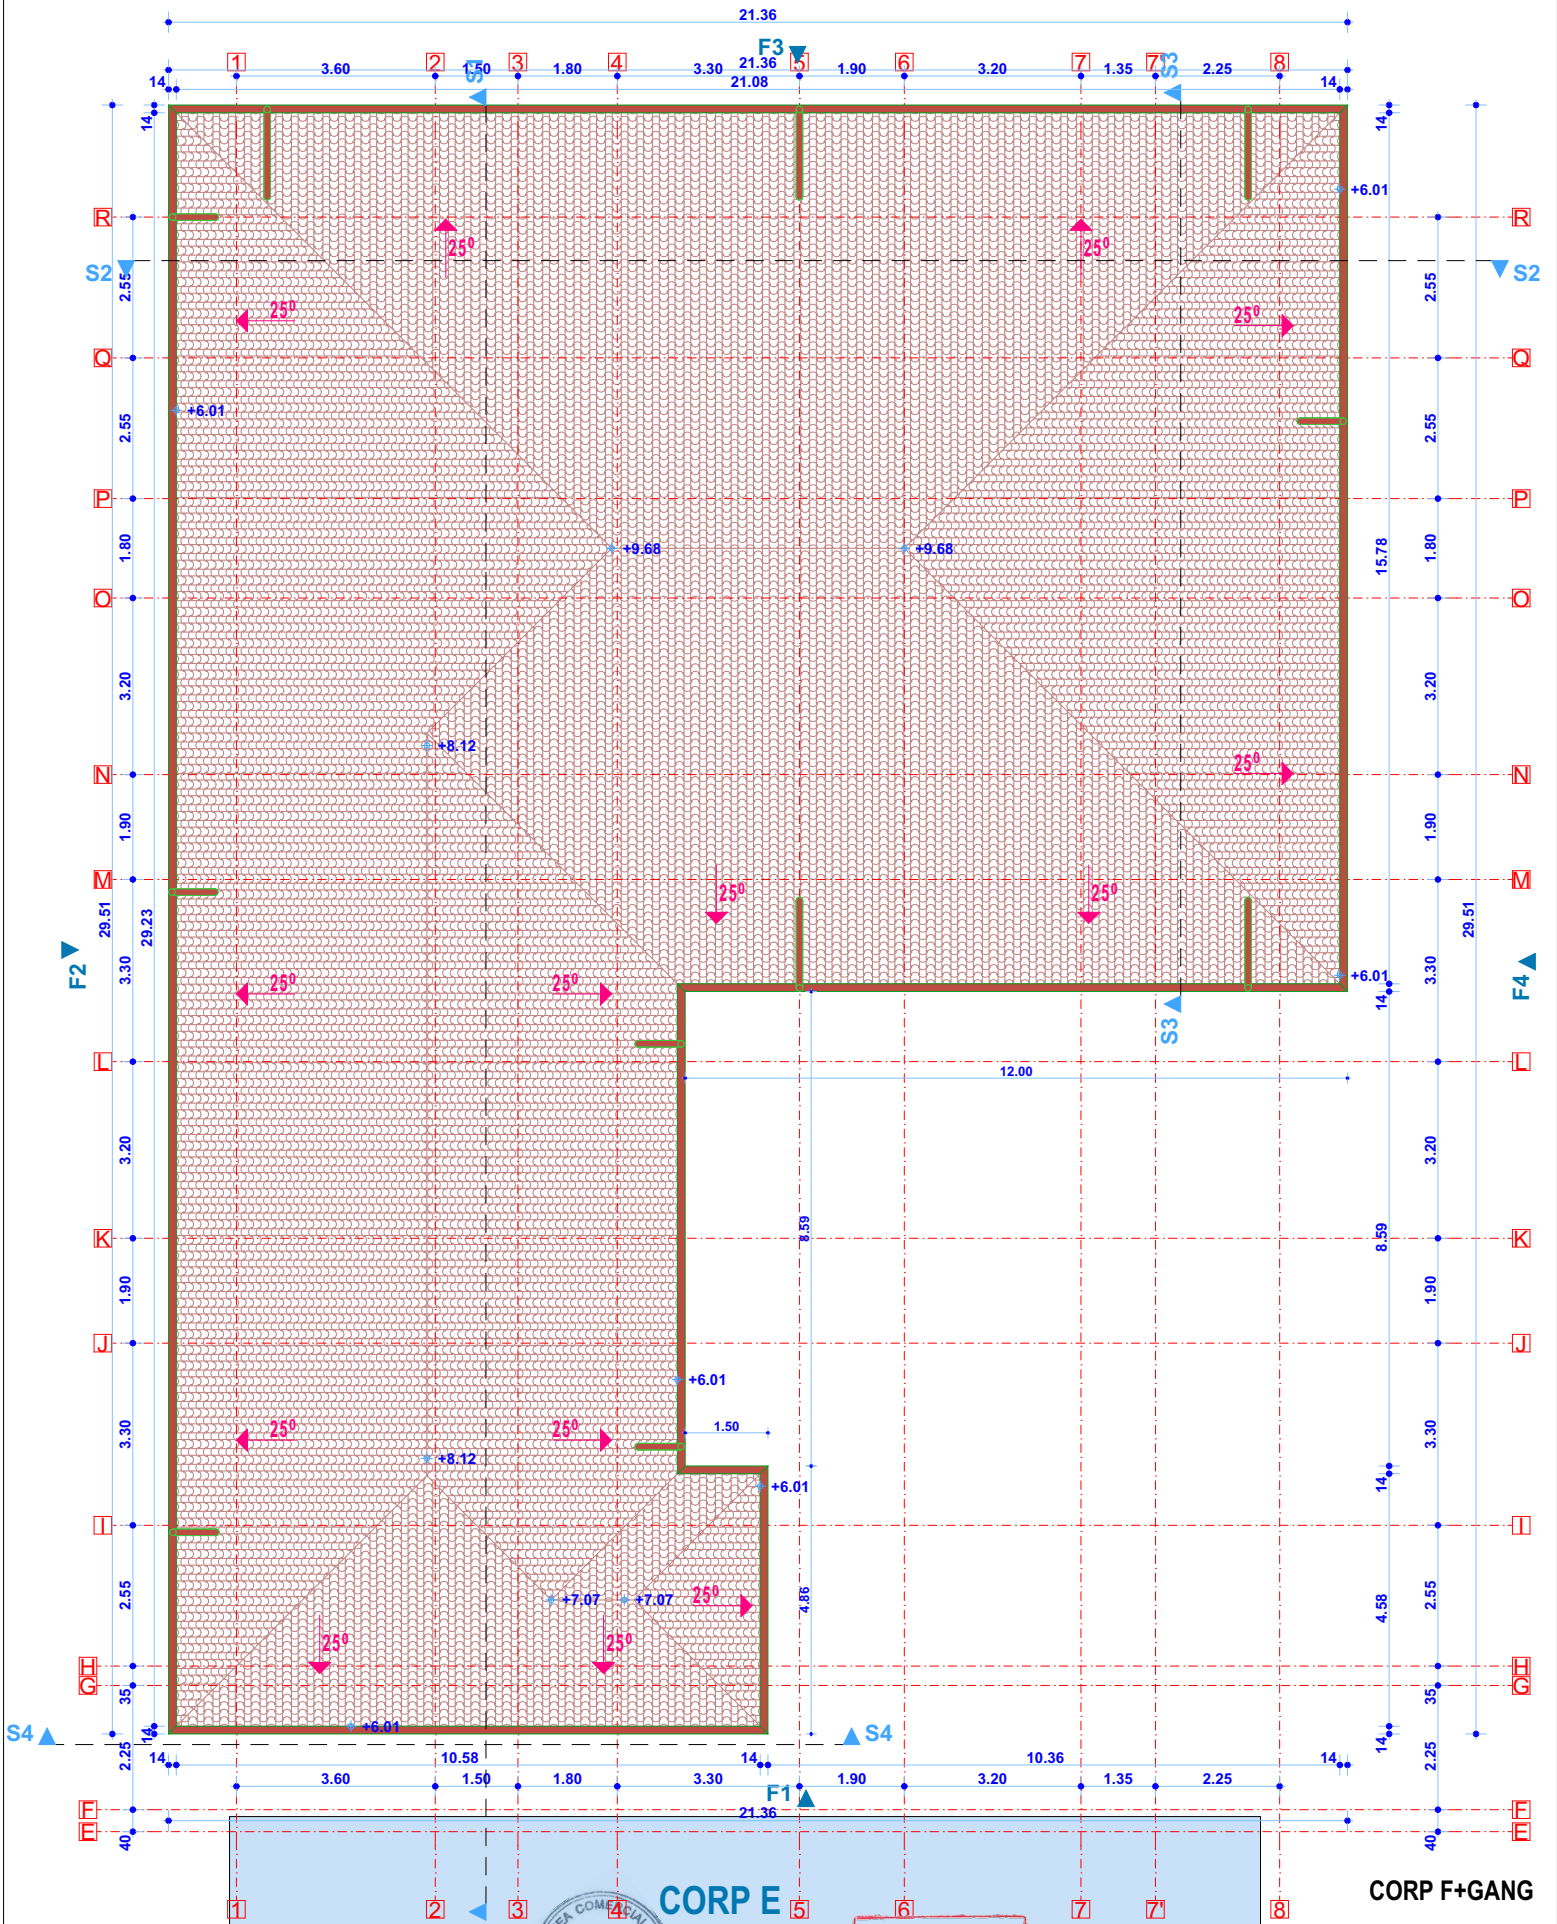 21.36
F3
1 2 3 4 5 6 7 7' 8
S1 S3
21.36
3.60 1.50 1.80 3.30 1.90 3.20 1.35 2.25
14 21.08 14
14 14
+6.01
R R
25⁰ 25⁰
S2 S2
2.55 2.55
25⁰ 25⁰
Q Q
+6.01
2.55 2.55
P P
+9.68 +9.68
1.80 15.78 1.80
O O
3.20 3.20
+8.12
25⁰
N N
1.90 1.90
M M
25⁰ 25⁰
29.51 29.23 29.51
F2 3.30 25⁰ 25⁰ +6.01 3.30 F4
14
S3
L L
12.00
3.20 3.20
8.59 8.59
K K
1.90 1.90
J J
+6.01
3.30 25⁰ 25⁰ 1.50 3.30
+8.12
14
+6.01
I I
2.55 +7.07 +7.07 25⁰ 4.86 4.58 2.55
25⁰ 25⁰
H H
G G
35 35
S4 14 +6.01 S4 14
2.25 14 10.58 14 10.36 14 2.25
3.60 1.50 1.80 3.30 1.90 3.20 1.35 2.25
F1
F 21.36 F
E E
40 40
CORP E
CORP F+GANG
1 2 3 4 5 6 7 7' 8
COMERCIAL